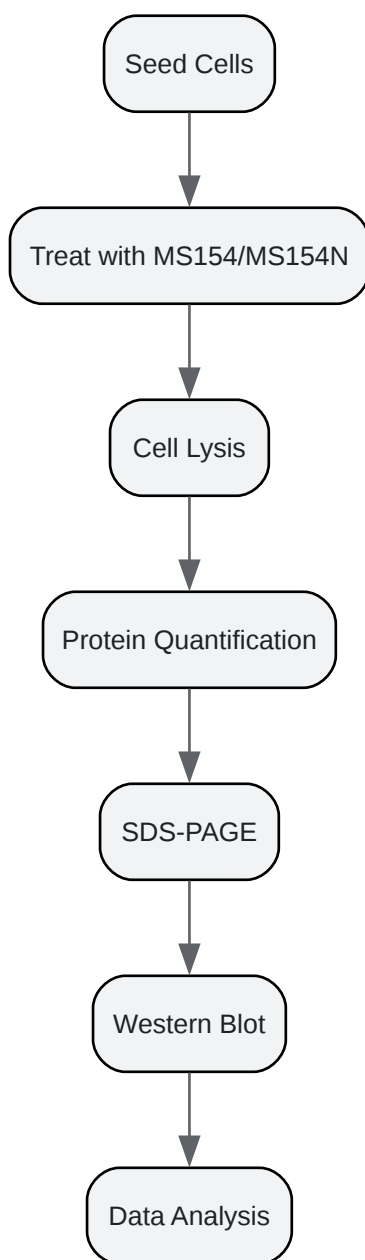 Seed Cells
Treat with MS154/MS154N
Cell Lysis
Protein Quantification
SDS-PAGE
Western Blot
Data Analysis